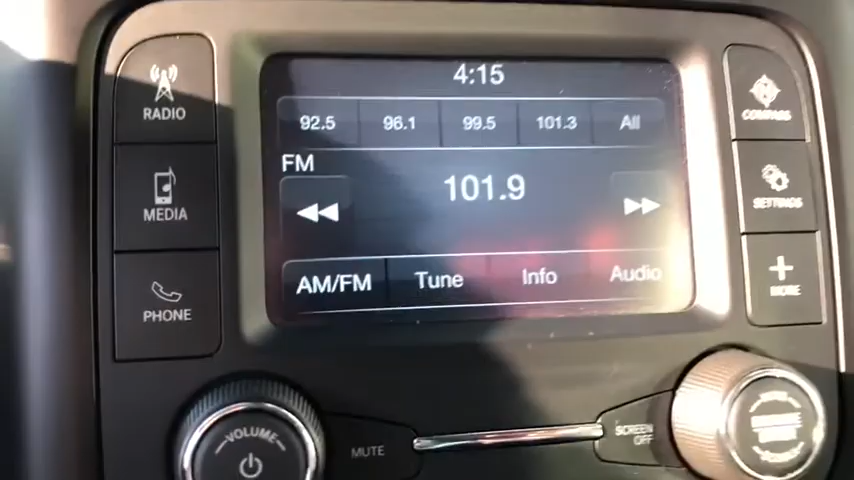 4:15
RADIO
COMPASS
92.5 96.1 99.5 101.3 All
FM
101.9
MEDIA
SETTINGS
AM/FM Tune Info Audio
PHONE
MORE
VOLUME
MUTE
SCREEN
OFF